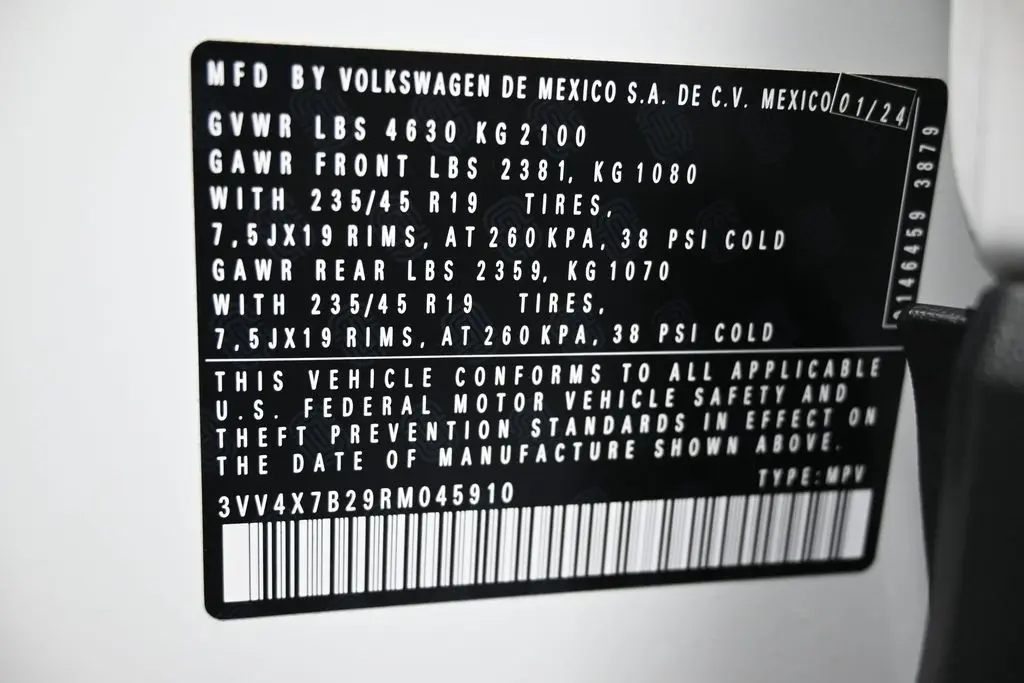 MFD BY VOLKSWAGEN DE MEXICO S.A. DE C.V. MEXICO 01/24
GVWR LBS 4630 KG 2100
GAWR FRONT LBS 2381, KG 1080
WITH 235/45 R19 TIRES,
7,5JX19 RIMS, AT 260 KPA, 38 PSI COLD
GAWR REAR LBS 2359, KG 1070
WITH 235/45 R19 TIRES,
7,5JX19 RIMS, AT 260 KPA, 38 PSI COLD
THIS VEHICLE CONFORMS TO ALL APPLICABLE
U.S. FEDERAL MOTOR VEHICLE SAFETY AND
THEFT PREVENTION STANDARDS IN EFFECT ON
THE DATE OF MANUFACTURE SHOWN ABOVE.
TYPE: MPV
3VV4X7B29RM045910
3879